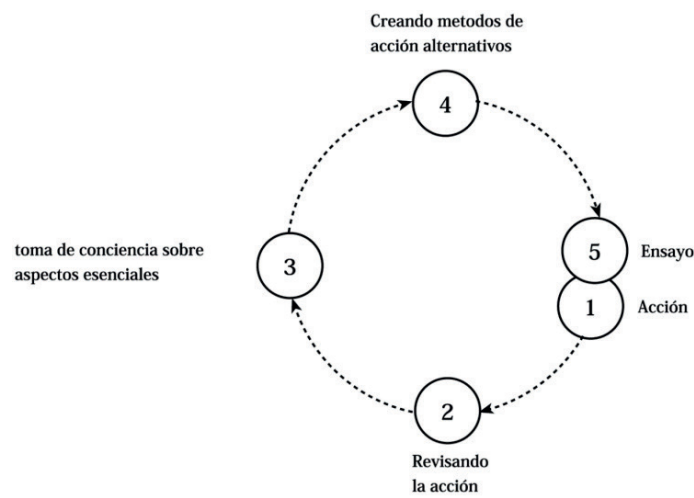 Creando metodos de
acción alternativos
4
5
Ensayo
toma de conciencia sobre
aspectos esenciales
3
1
Acción
2
Revisando
la acción